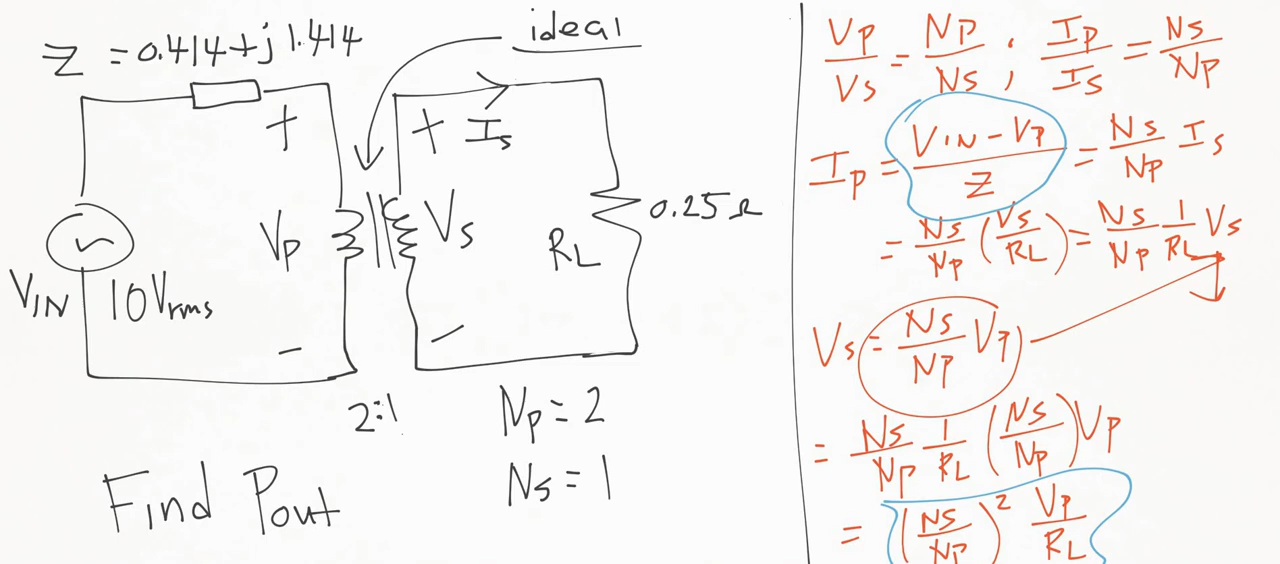 Z = 0.414+j1.414
ideal
+
+ Is
Vp
Vs
RL
0.25Ω
VIN
10Vrms
−
−
2:1
Np = 2
Ns = 1
Find Pout
Vp/Vs = Np/Ns ; Ip/Is = Ns/Np
Ip = (VIN − Vp)/Z = Ns/Np Is
= Ns/Np (Vs/RL) = Ns/Np 1/RL Vs
Vs = Ns/Np Vp
= Ns/Np 1/RL (Ns/Np) Vp
= (Ns/Np)² Vp/RL